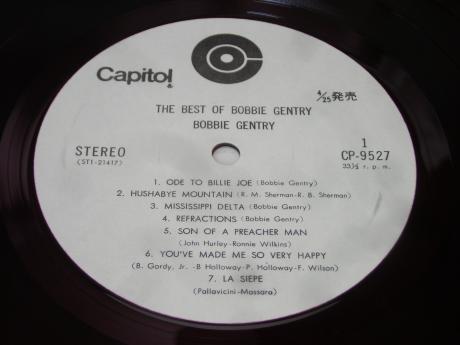 Capitol
®
4/25発売
THE BEST OF BOBBIE GENTRY
BOBBIE GENTRY
STEREO
(ST1-21417)
1
CP-9527
33⅓ r. p. m.
1. ODE TO BILLIE JOE (Bobbie Gentry)
2. HUSHABYE MOUNTAIN (R. M. Sherman-R. B. Sherman)
3. MISSISSIPPI DELTA (Bobbie Gentry)
4. REFRACTIONS (Bobbie Gentry)
5. SON OF A PREACHER MAN
(John Hurley-Ronnie Wilkins)
6. YOU'VE MADE ME SO VERY HAPPY
(B. Gordy, Jr. -B Holloway-P. Holloway-F. Wilson)
7. LA SIEPE
(Pallavicini-Massara)